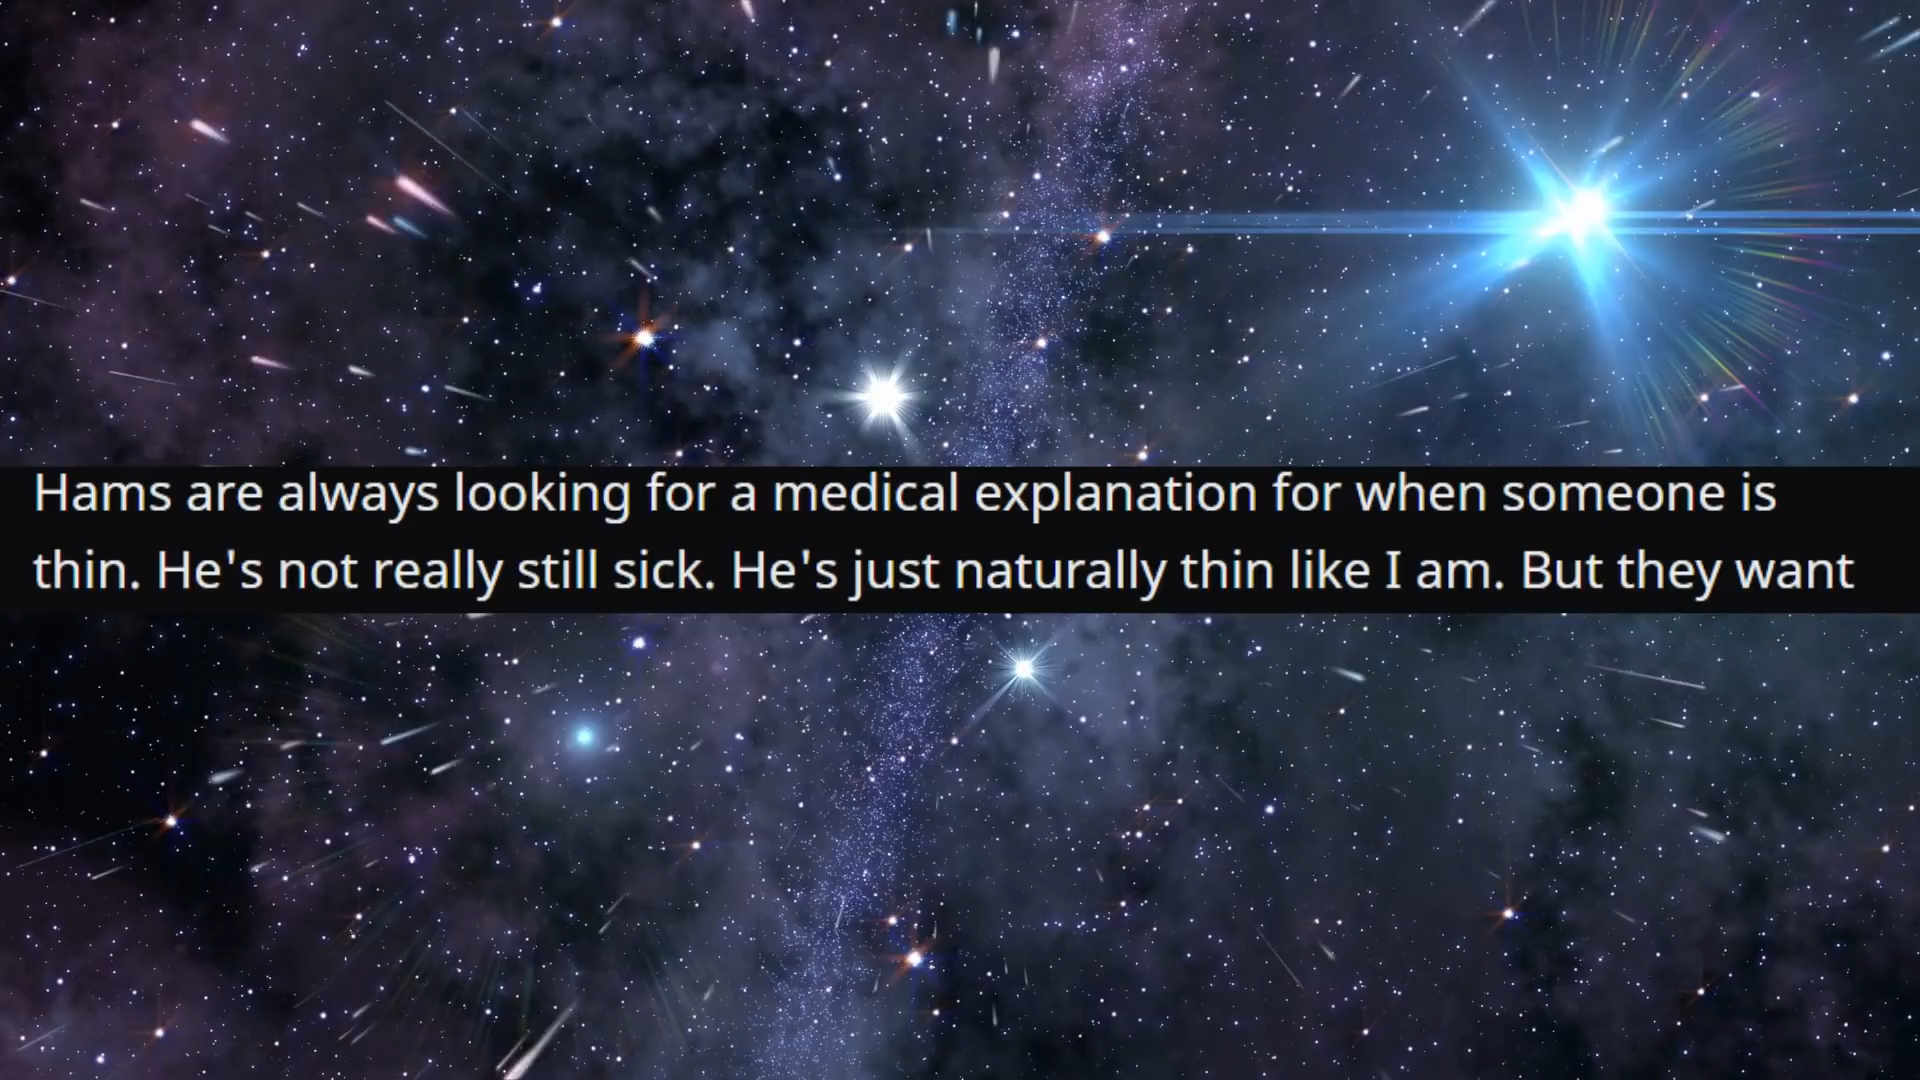 Hams are always looking for a medical explanation for when someone is
thin. He's not really still sick. He's just naturally thin like I am. But they want